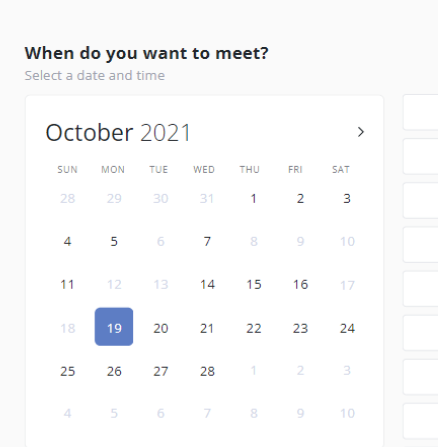 When do you want to meet?
Select a date and time
October 2021
SUN MON TUE WED THU FRI SAT
28 29 30 31 1 2 3
4 5 6 7 8 9 10
11 12 13 14 15 16 17
18 19 20 21 22 23 24
25 26 27 28 1 2 3
4 5 6 7 8 9 10